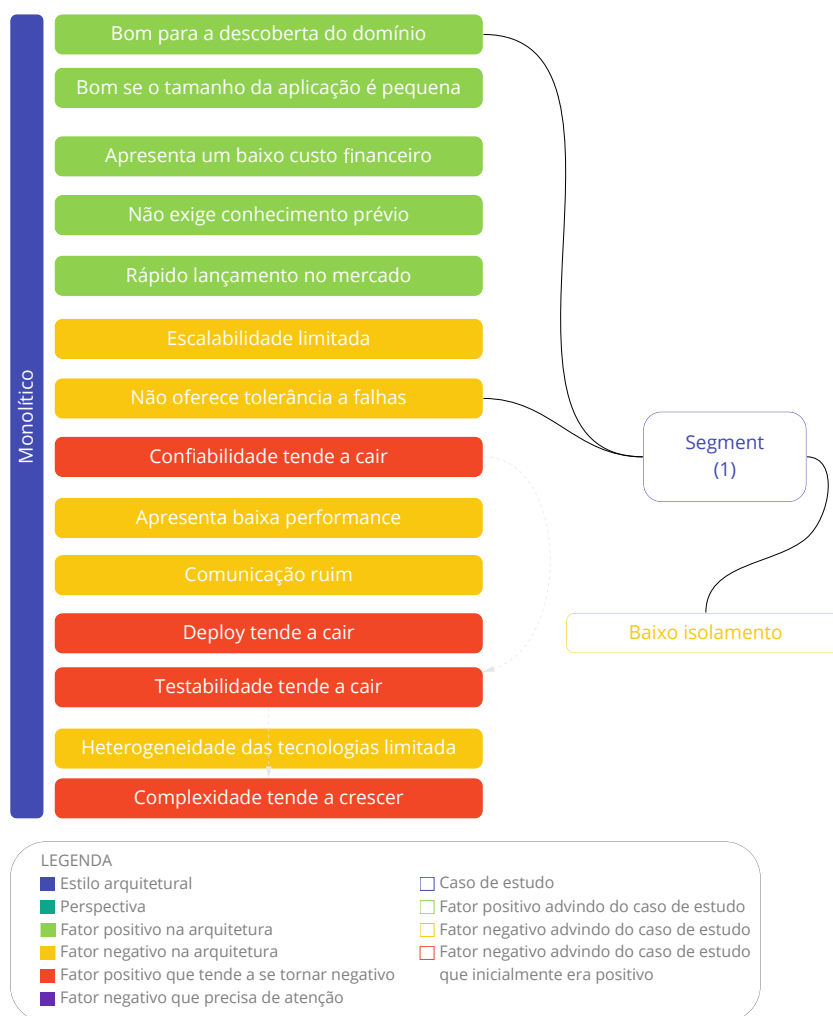 Monolítico
Bom para a descoberta do domínio
Bom se o tamanho da aplicação é pequena
Apresenta um baixo custo financeiro
Não exige conhecimento prévio
Rápido lançamento no mercado
Escalabilidade limitada
Não oferece tolerância a falhas
Confiabilidade tende a cair
Apresenta baixa performance
Comunicação ruim
Deploy tende a cair
Testabilidade tende a cair
Heterogeneidade das tecnologias limitada
Complexidade tende a crescer
Segment
(1)
Baixo isolamento
LEGENDA
Estilo arquitetural
Perspectiva
Fator positivo na arquitetura
Fator negativo na arquitetura
Fator positivo que tende a se tornar negativo
Fator negativo que precisa de atenção
Caso de estudo
Fator positivo advindo do caso de estudo
Fator negativo advindo do caso de estudo
Fator negativo advindo do caso de estudo
que inicialmente era positivo